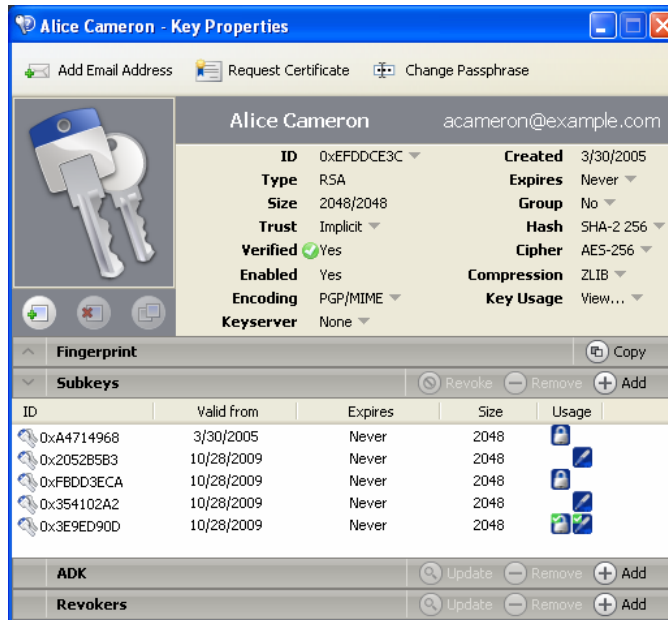 Alice Cameron - Key Properties
Add Email Address Request Certificate Change Passphrase
Alice Cameron acameron@example.com
ID 0xEFDDCE3C Created 3/30/2005
Type RSA Expires Never
Size 2048/2048 Group No
Trust Implicit Hash SHA-2 256
Verified Yes Cipher AES-256
Enabled Yes Compression ZLIB
Encoding PGP/MIME Key Usage View...
Keyserver None
Fingerprint Copy
Subkeys Revoke Remove Add
ID Valid from Expires Size Usage
0xA4714968 3/30/2005 Never 2048
0x2052B5B3 10/28/2009 Never 2048
0xFBDD3ECA 10/28/2009 Never 2048
0x354102A2 10/28/2009 Never 2048
0x3E9ED90D 10/28/2009 Never 2048
ADK Update Remove Add
Revokers Update Remove Add